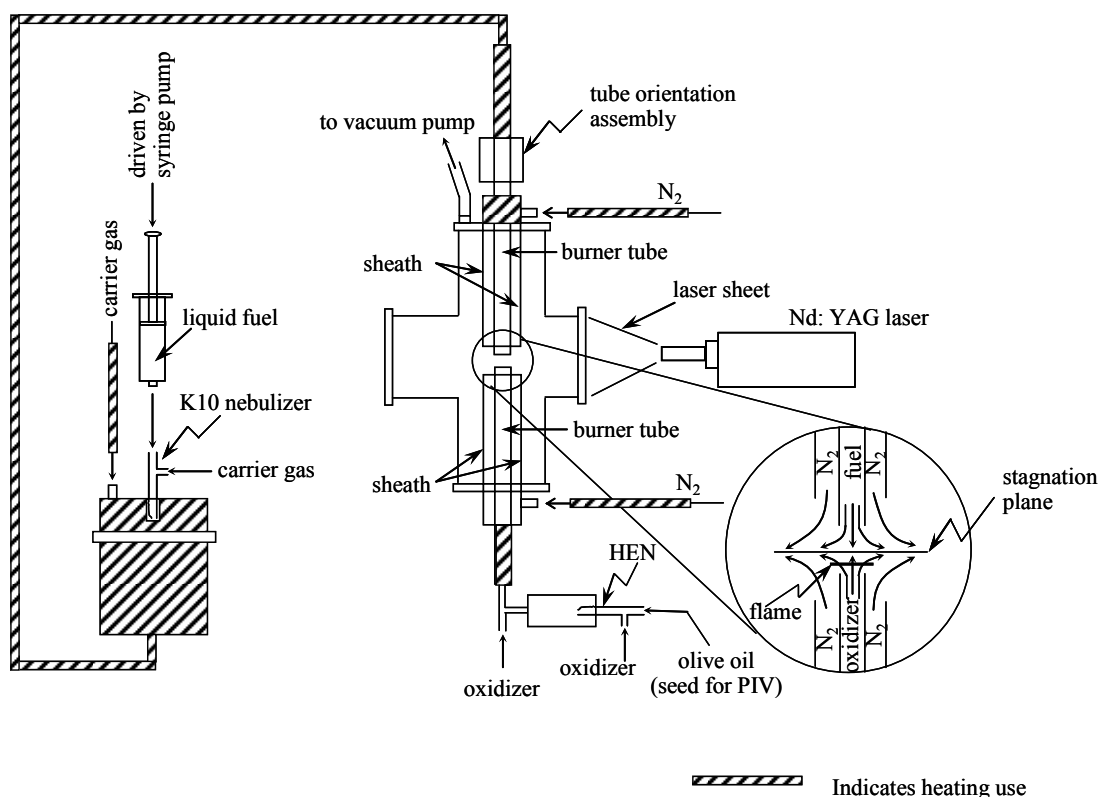 driven by
syringe pump
carrier gas
liquid fuel
K10 nebulizer
carrier gas
to vacuum pump
tube orientation
assembly
N2
burner tube
sheath
laser sheet
Nd: YAG laser
burner tube
sheath
N2
HEN
oxidizer
oxidizer
olive oil
(seed for PIV)
N2
fuel
N2
stagnation
plane
flame
N2
oxidizer
N2
Indicates heating use